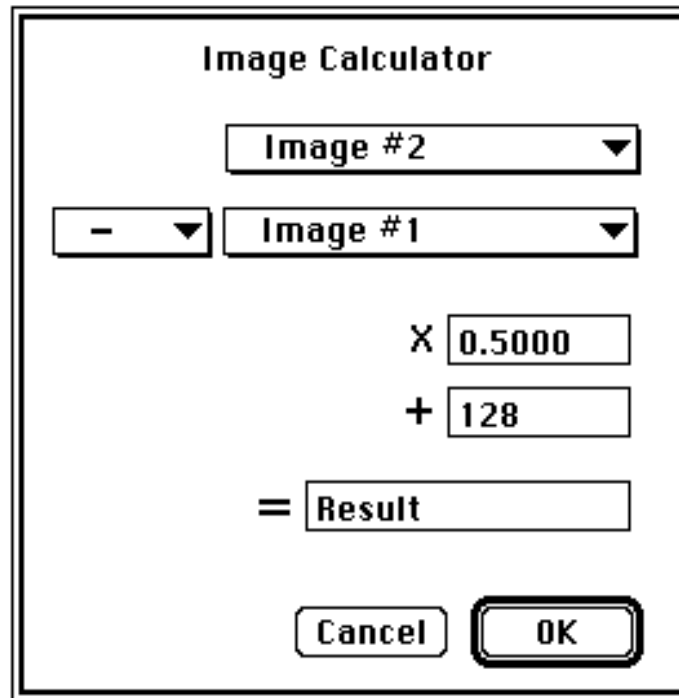 Image Calculator
Image #2
- Image #1
X 0.5000
+ 128
= Result
Cancel OK